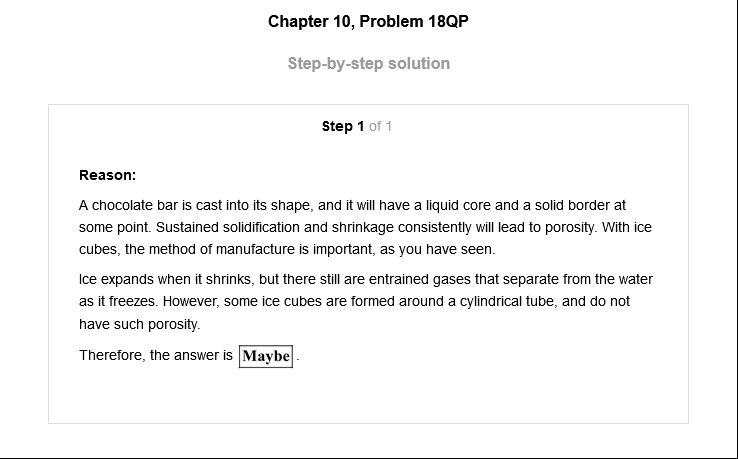 Chapter 10, Problem 18QP
Step-by-step solution
Step 1 of 1
Reason:
A chocolate bar is cast into its shape, and it will have a liquid core and a solid border at
some point. Sustained solidification and shrinkage consistently will lead to porosity. With ice
cubes, the method of manufacture is important, as you have seen.
Ice expands when it shrinks, but there still are entrained gases that separate from the water
as it freezes. However, some ice cubes are formed around a cylindrical tube, and do not
have such porosity.
Therefore, the answer is Maybe.